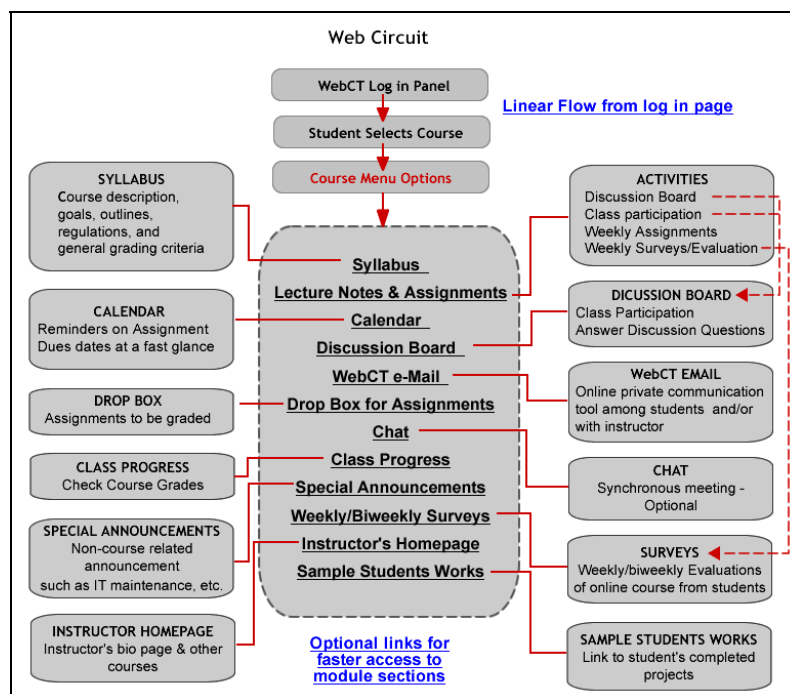 Web Circuit
WebCT Log in Panel
Linear Flow from log in page
Student Selects Course
Course Menu Options
SYLLABUS
Course description,
goals, outlines,
regulations, and
general grading criteria
CALENDAR
Reminders on Assignment
Dues dates at a fast glance
DROP BOX
Assignments to be graded
CLASS PROGRESS
Check Course Grades
SPECIAL ANNOUNCEMENTS
Non-course related
announcement
such as IT maintenance, etc.
INSTRUCTOR HOMEPAGE
Instructor's bio page & other
courses
Syllabus
Lecture Notes & Assignments
Calendar
Discussion Board
WebCT e-Mail
Drop Box for Assignments
Chat
Class Progress
Special Announcements
Weekly/Biweekly Surveys
Instructor's Homepage
Sample Students Works
Optional links for
faster access to
module sections
ACTIVITIES
Discussion Board
Class participation
Weekly Assignments
Weekly Surveys/Evaluation
DICUSSION BOARD
Class Participation
Answer Discussion Questions
WebCT EMAIL
Online private communication
tool among students and/or
with instructor
CHAT
Synchronous meeting -
Optional
SURVEYS
Weekly/biweekly Evaluations
of online course from students
SAMPLE STUDENTS WORKS
Link to student's completed
projects